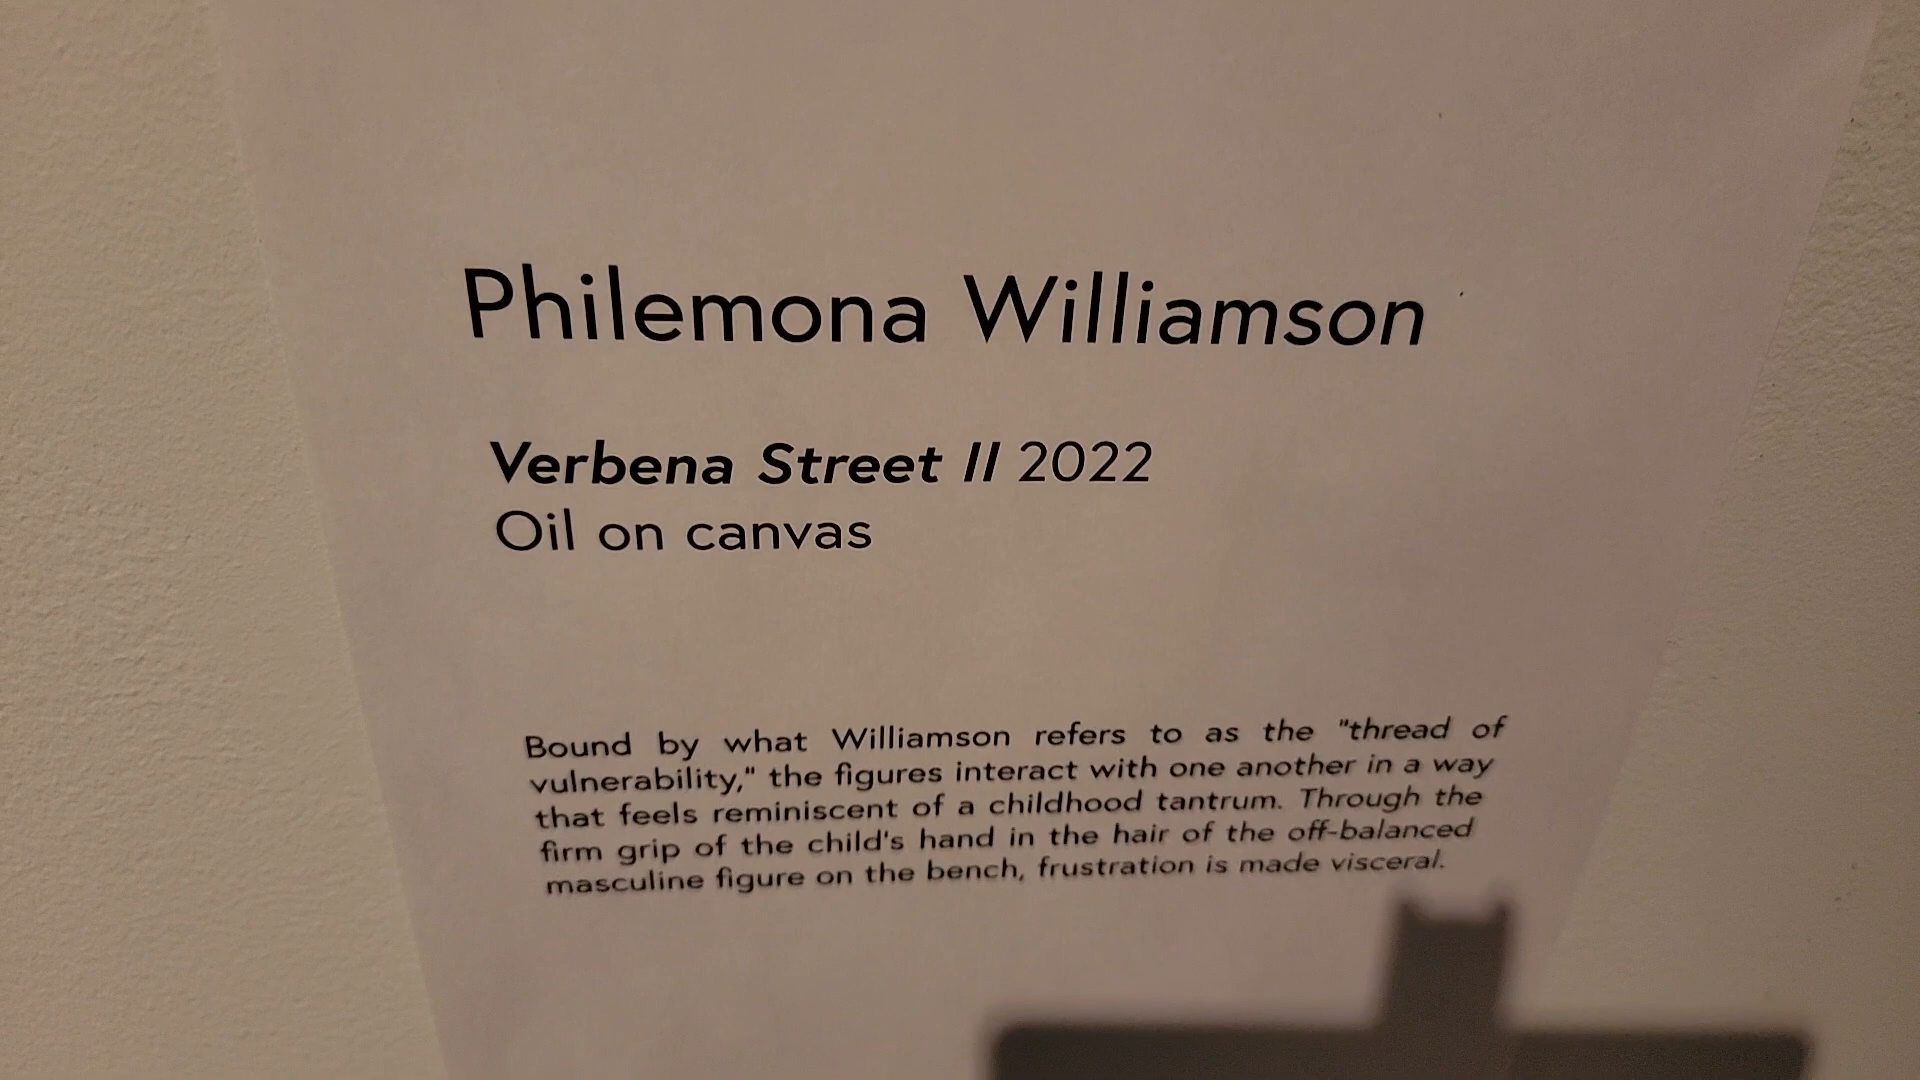 Philemona Williamson
Verbena Street II 2022
Oil on canvas
Bound by what Williamson refers to as the "thread of
vulnerability," the figures interact with one another in a way
that feels reminiscent of a childhood tantrum. Through the
firm grip of the child's hand in the hair of the off-balanced
masculine figure on the bench, frustration is made visceral.